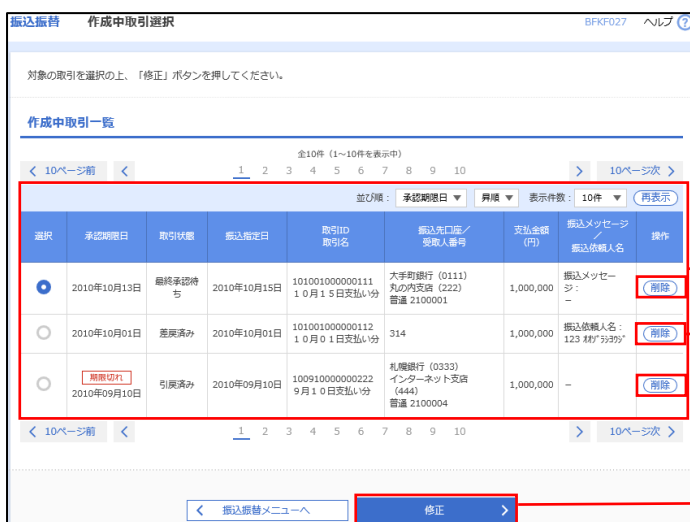 振込振替 作成中取引選択 BFKF027 ヘルプ ?
対象の取引を選択の上、「修正」ボタンを押してください。
作成中取引一覧
全10件（1～10件を表示中）
< 10ページ前 < 1 2 3 4 5 6 7 8 9 10 > 10ページ次 >
並び順： 承認期限日 ▼ 昇順 ▼ 表示件数： 10件 ▼ 再表示
選択 承認期限日 取引状態 振込指定日 取引ID 取引名 振込先口座／受取人番号 支払金額（円） 振込メッセージ／振込依頼人名 操作
2010年10月13日 最終承認待ち 2010年10月15日 101001000000111 １０月１５日支払い分 大手町銀行（0111） 丸の内支店（222） 普通 2100001 1,000,000 振込メッセージ： － 削除
2010年10月01日 差戻済み 2010年10月01日 101001000000112 １０月０１日支払い分 314 1,000,000 振込依頼人名： 123 削除
期限切れ 2010年09月10日 引戻済み 2010年09月10日 100910000000222 ９月１０日支払い分 札幌銀行（0333） インターネット支店（444） 普通 2100004 1,000,000 － 削除
< 10ページ前 < 1 2 3 4 5 6 7 8 9 10 > 10ページ次 >
< 振込振替メニューへ 修正 >